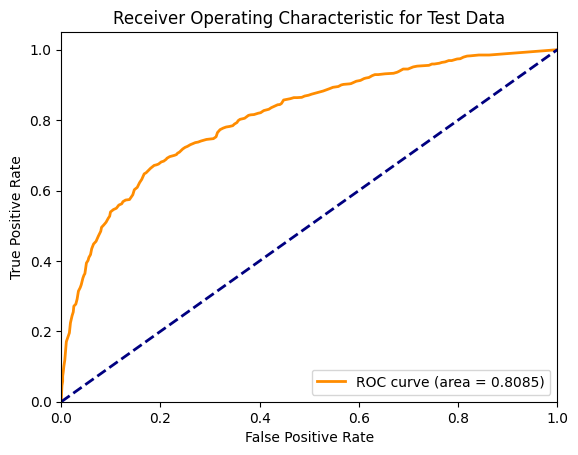 Receiver Operating Characteristic for Test Data
True Positive Rate
1.0
0.8
0.6
0.4
0.2
0.0
ROC curve (area = 0.8085)
0.0 0.2 0.4 0.6 0.8 1.0
False Positive Rate